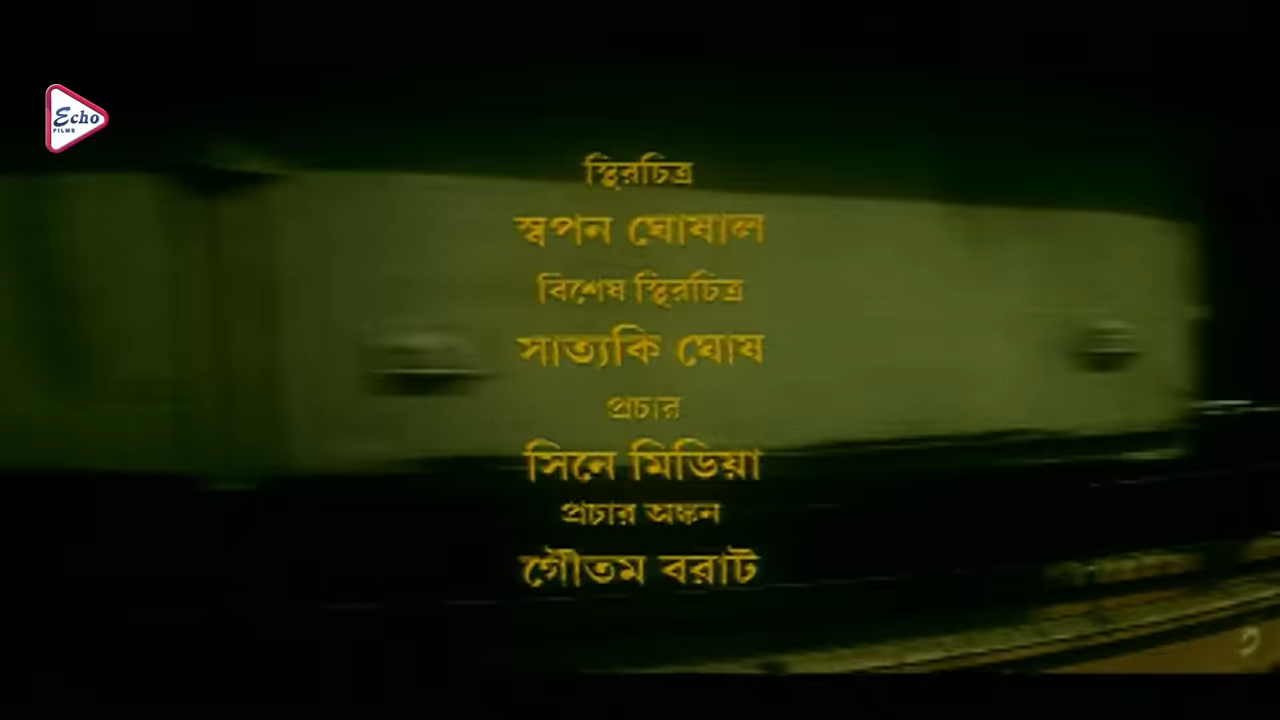 Echo
FILMS
স্থিরচিত্র
স্বপন ঘোষাল
বিশেষ স্থিরচিত্র
সাত্যকি ঘোষ
প্রচার
সিনে মিডিয়া
প্রচার অঙ্কন
গৌতম বরাট